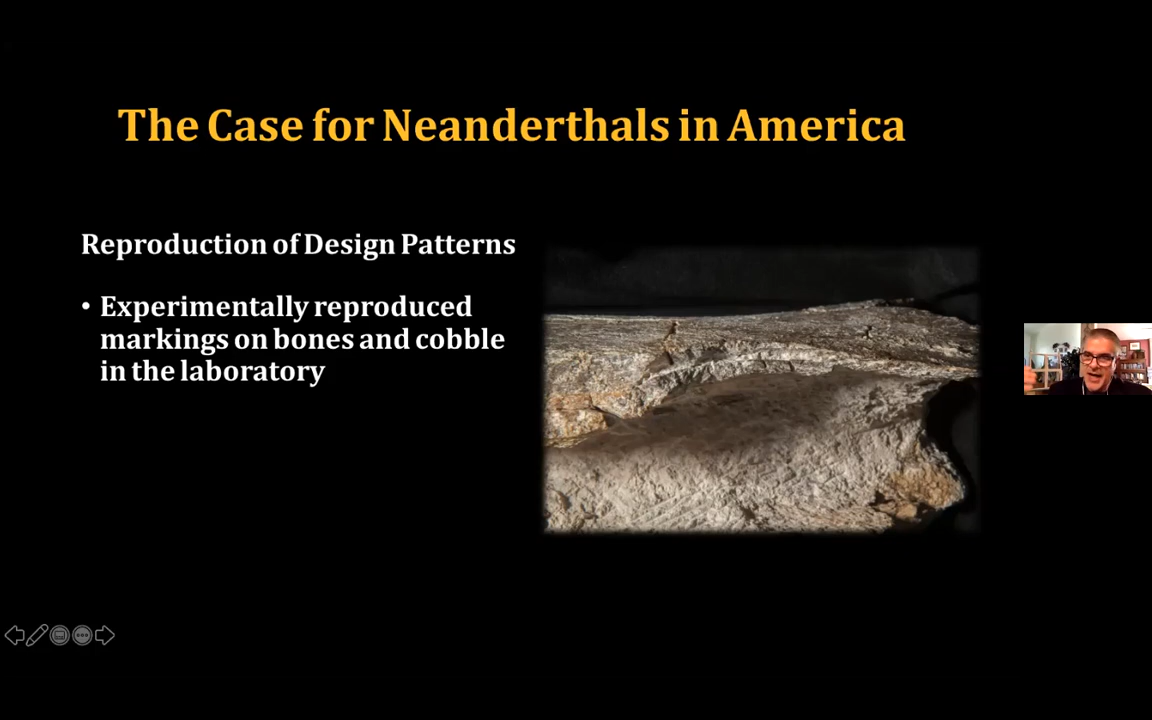 The Case for Neanderthals in America
Reproduction of Design Patterns
• Experimentally reproduced
markings on bones and cobble
in the laboratory